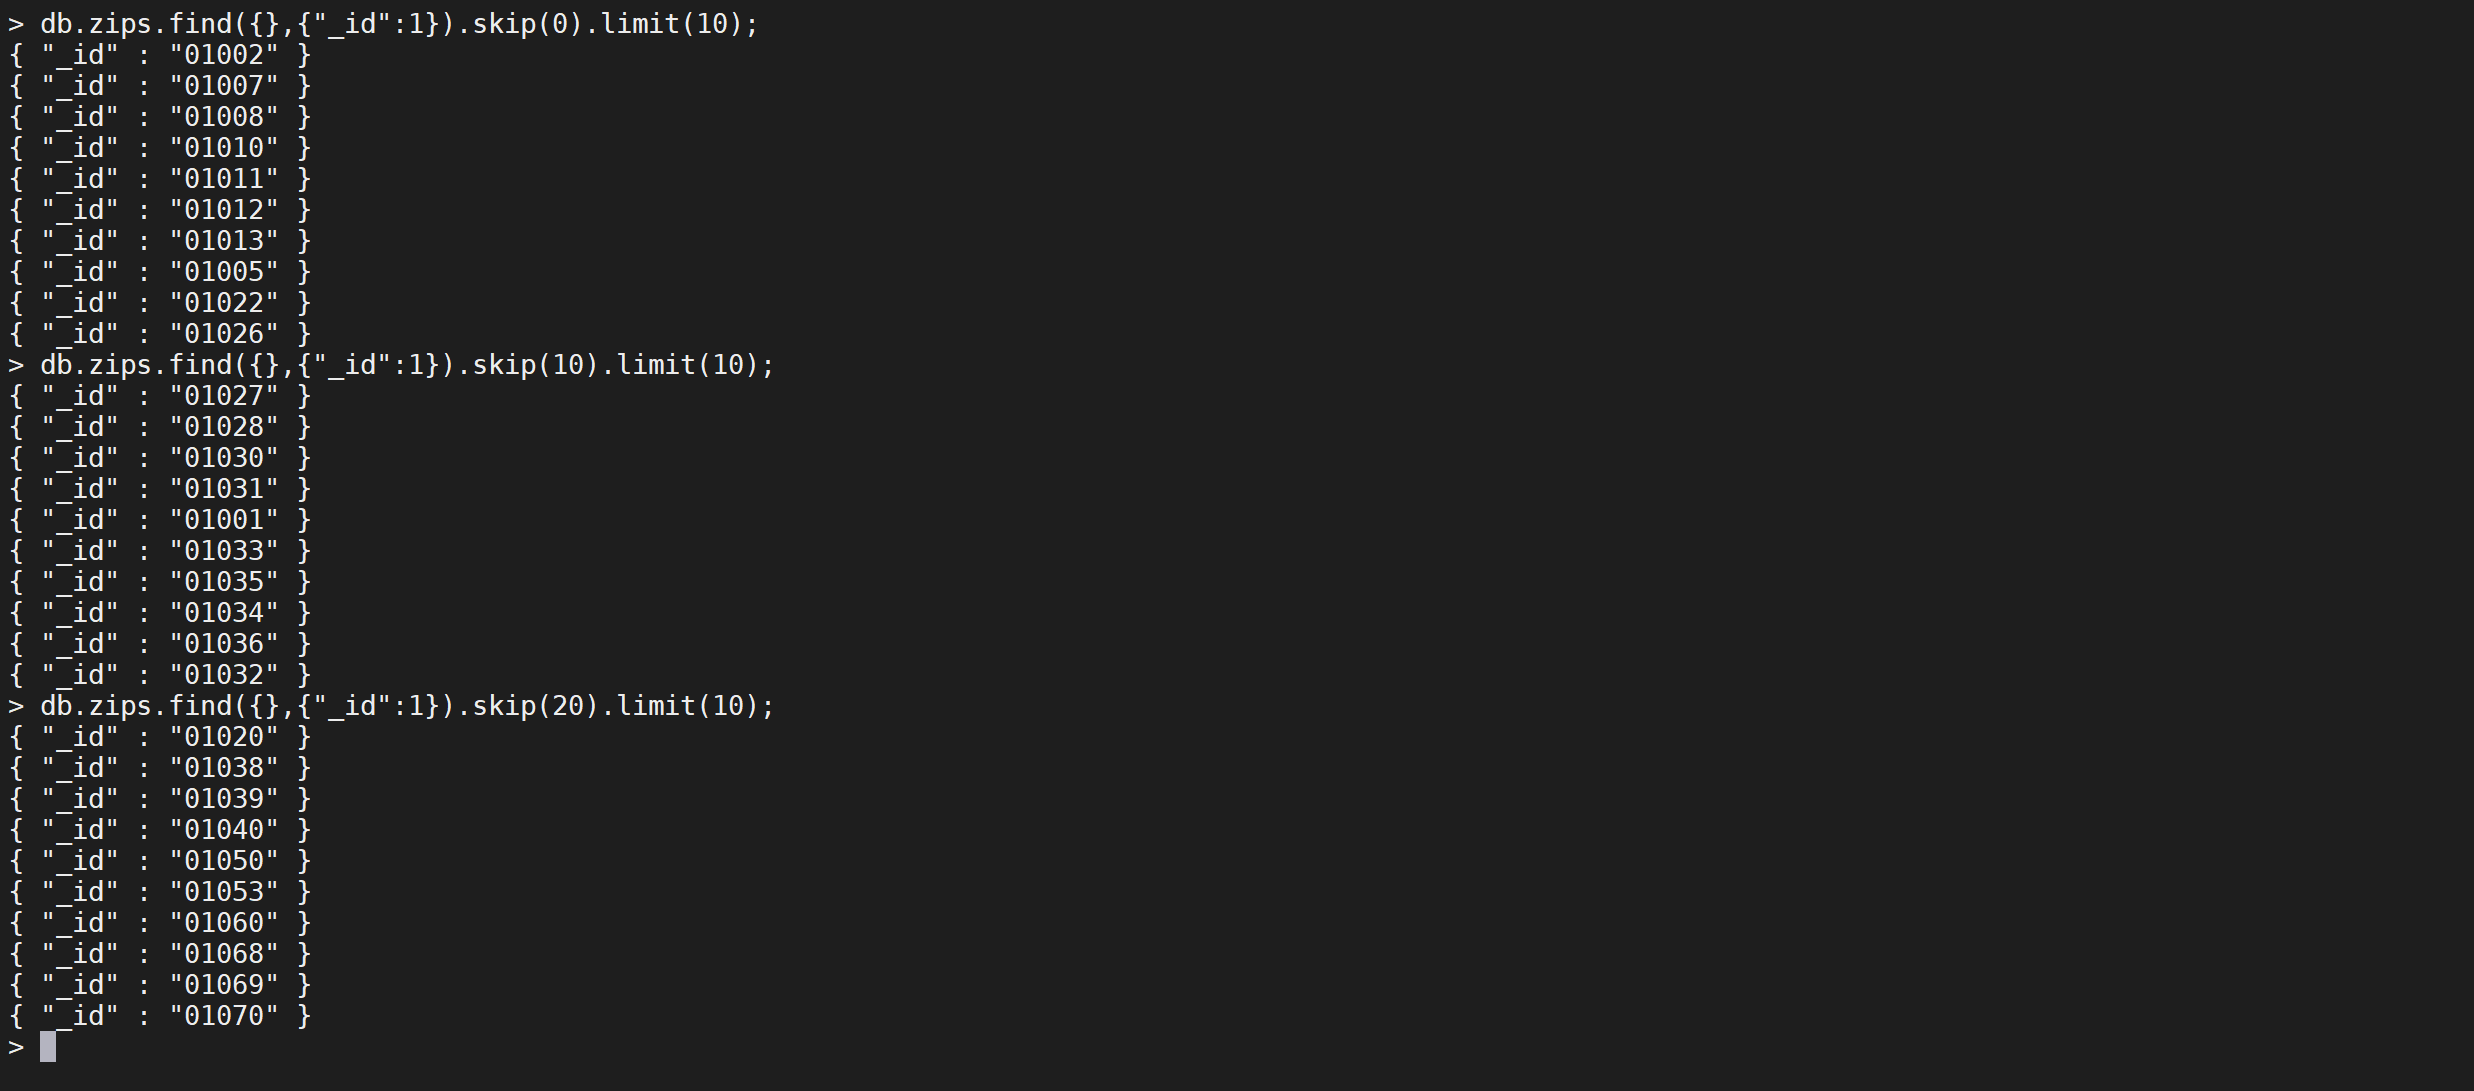 > db.zips.find({},{"_id":1}).skip(0).limit(10);
{ "_id" : "01002" }
{ "_id" : "01007" }
{ "_id" : "01008" }
{ "_id" : "01010" }
{ "_id" : "01011" }
{ "_id" : "01012" }
{ "_id" : "01013" }
{ "_id" : "01005" }
{ "_id" : "01022" }
{ "_id" : "01026" }
> db.zips.find({},{"_id":1}).skip(10).limit(10);
{ "_id" : "01027" }
{ "_id" : "01028" }
{ "_id" : "01030" }
{ "_id" : "01031" }
{ "_id" : "01001" }
{ "_id" : "01033" }
{ "_id" : "01035" }
{ "_id" : "01034" }
{ "_id" : "01036" }
{ "_id" : "01032" }
> db.zips.find({},{"_id":1}).skip(20).limit(10);
{ "_id" : "01020" }
{ "_id" : "01038" }
{ "_id" : "01039" }
{ "_id" : "01040" }
{ "_id" : "01050" }
{ "_id" : "01053" }
{ "_id" : "01060" }
{ "_id" : "01068" }
{ "_id" : "01069" }
{ "_id" : "01070" }
>